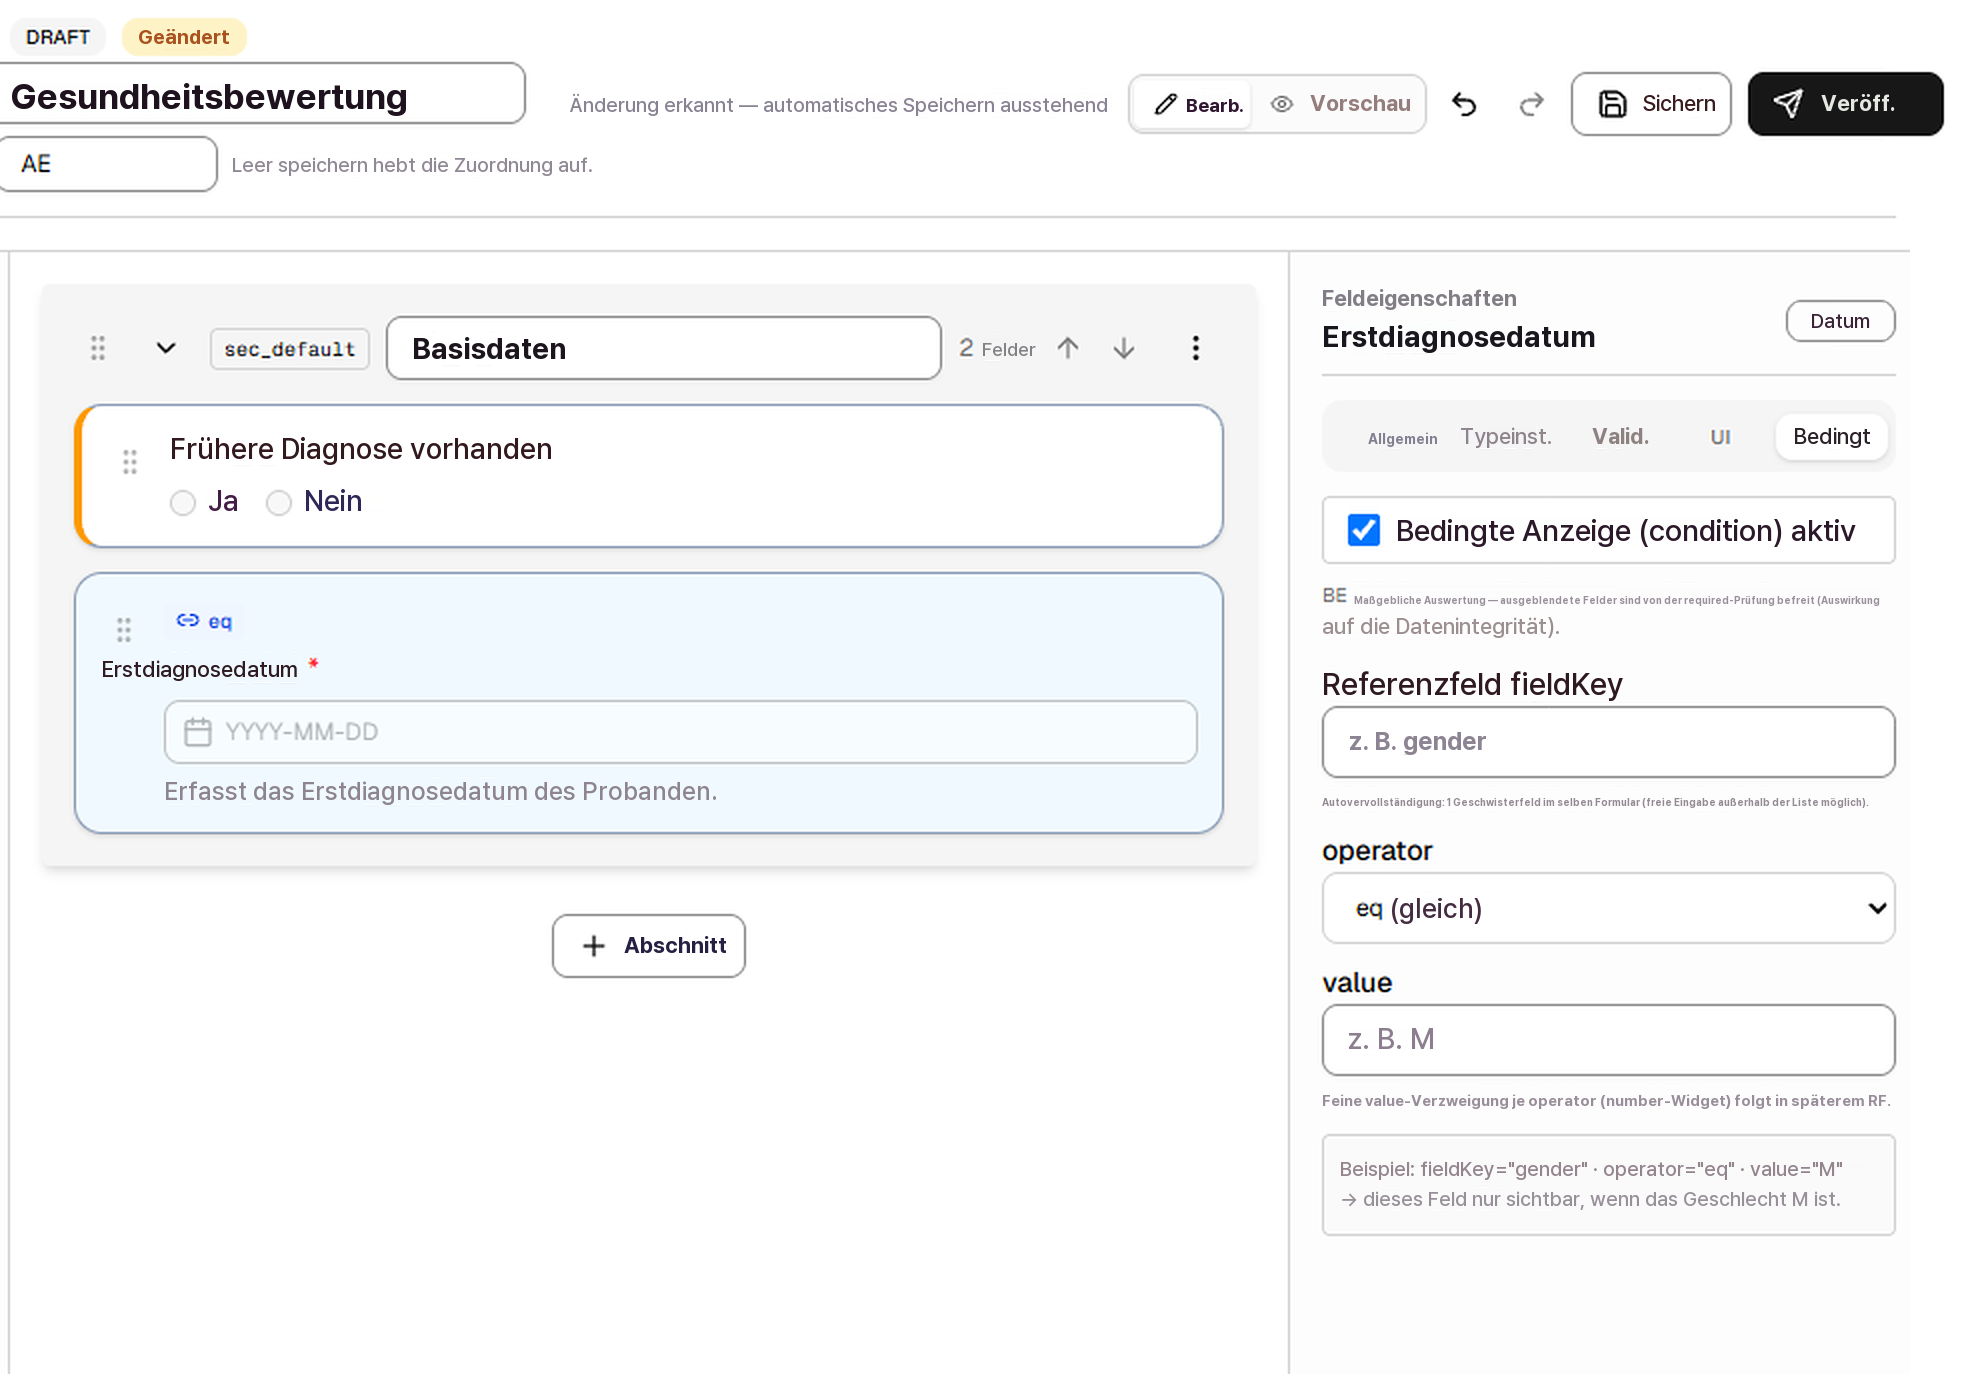 DRAFT Geändert
Gesundheitsbewertung
Änderung erkannt — automatisches Speichern ausstehend
Bearb. Vorschau
Sichern
Veröff.
AE
Leer speichern hebt die Zuordnung auf.
sec_default
Basisdaten
2 Felder
Frühere Diagnose vorhanden
Ja Nein
eq
Erstdiagnosedatum *
YYYY-MM-DD
Erfasst das Erstdiagnosedatum des Probanden.
Abschnitt
Feldeigenschaften
Erstdiagnosedatum
Datum
Allgemein Typeinst. Valid. UI Bedingt
Bedingte Anzeige (condition) aktiv
BE Maßgebliche Auswertung — ausgeblendete Felder sind von der required-Prüfung befreit (Auswirkung
auf die Datenintegrität).
Referenzfeld fieldKey
z. B. gender
Autovervollständigung: 1 Geschwisterfeld im selben Formular (freie Eingabe außerhalb der Liste möglich).
operator
eq (gleich)
value
z. B. M
Feine value-Verzweigung je operator (number-Widget) folgt in späterem RF.
Beispiel: fieldKey="gender" · operator="eq" · value="M"
→ dieses Feld nur sichtbar, wenn das Geschlecht M ist.